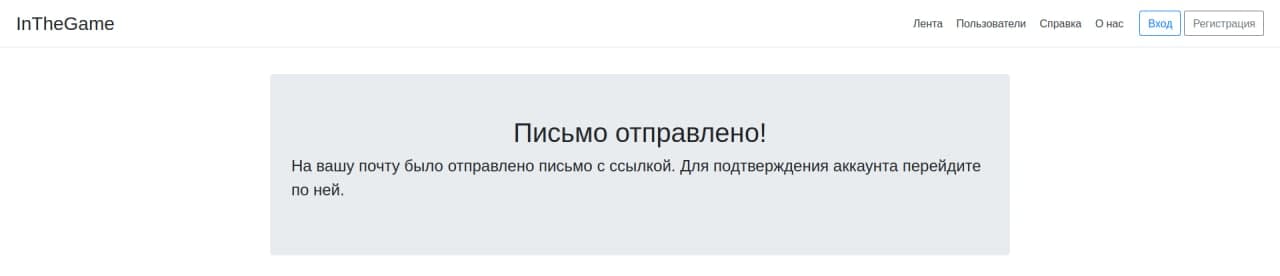 InTheGame Лента Пользователи Справка О нас Вход Регистрация
Письмо отправлено!
На вашу почту было отправлено письмо с ссылкой. Для подтверждения аккаунта перейдите
по ней.